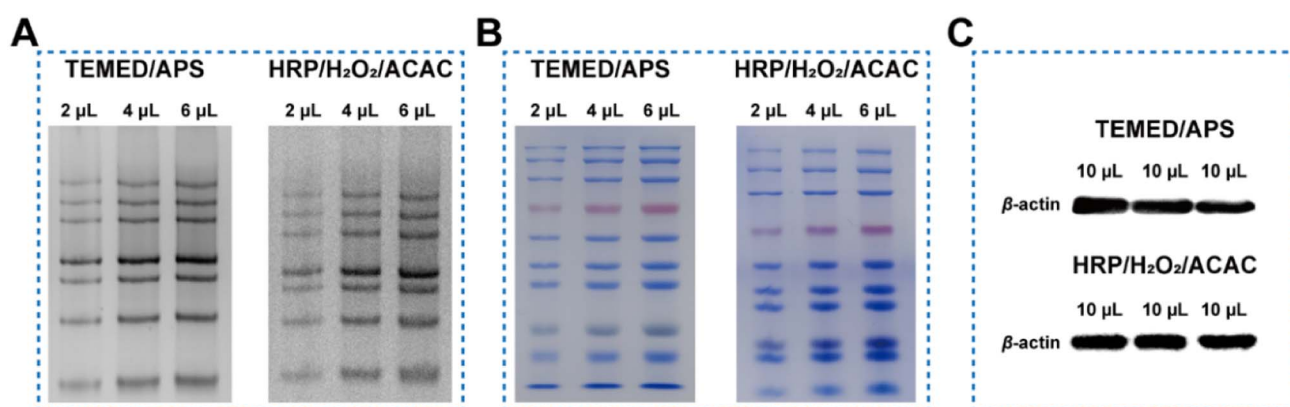 A
TEMED/APS
HRP/H₂O₂/ACAC
2 μL 4 μL 6 μL
2 μL 4 μL 6 μL
B
TEMED/APS
HRP/H₂O₂/ACAC
2 μL 4 μL 6 μL
2 μL 4 μL 6 μL
C
TEMED/APS
10 μL 10 μL 10 μL
β-actin
HRP/H₂O₂/ACAC
10 μL 10 μL 10 μL
β-actin